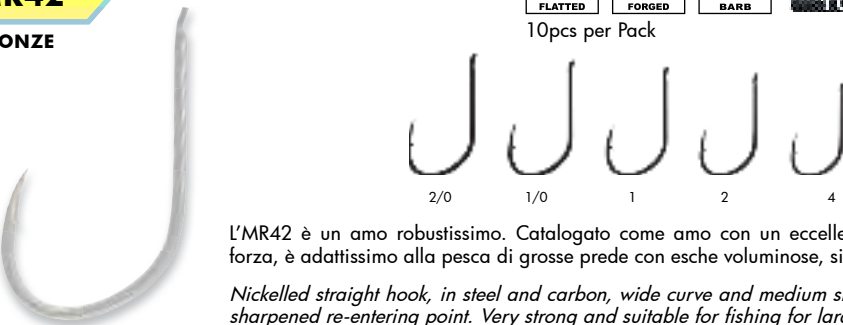 MR42
ONZE
FLATTED FORGED BARB
10pcs per Pack
2/0 1/0 1 2 4
L’MR42 è un amo robustissimo. Catalogato come amo con un eccelle
forza, è adattissimo alla pesca di grosse prede con esche voluminose, si
Nickelled straight hook, in steel and carbon, wide curve and medium s
sharpened re-entering point. Very strong and suitable for fishing for larg